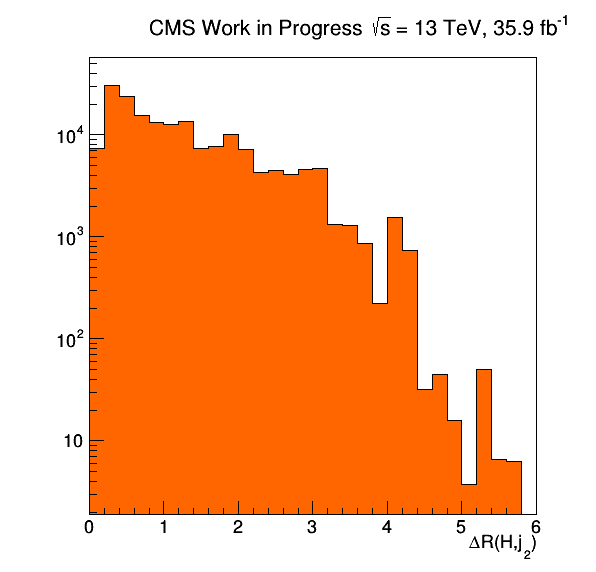 CMS Work in Progress √s = 13 TeV, 35.9 fb⁻¹
10⁴
10³
10²
10
0 1 2 3 4 5 6
ΔR(H,j₂)